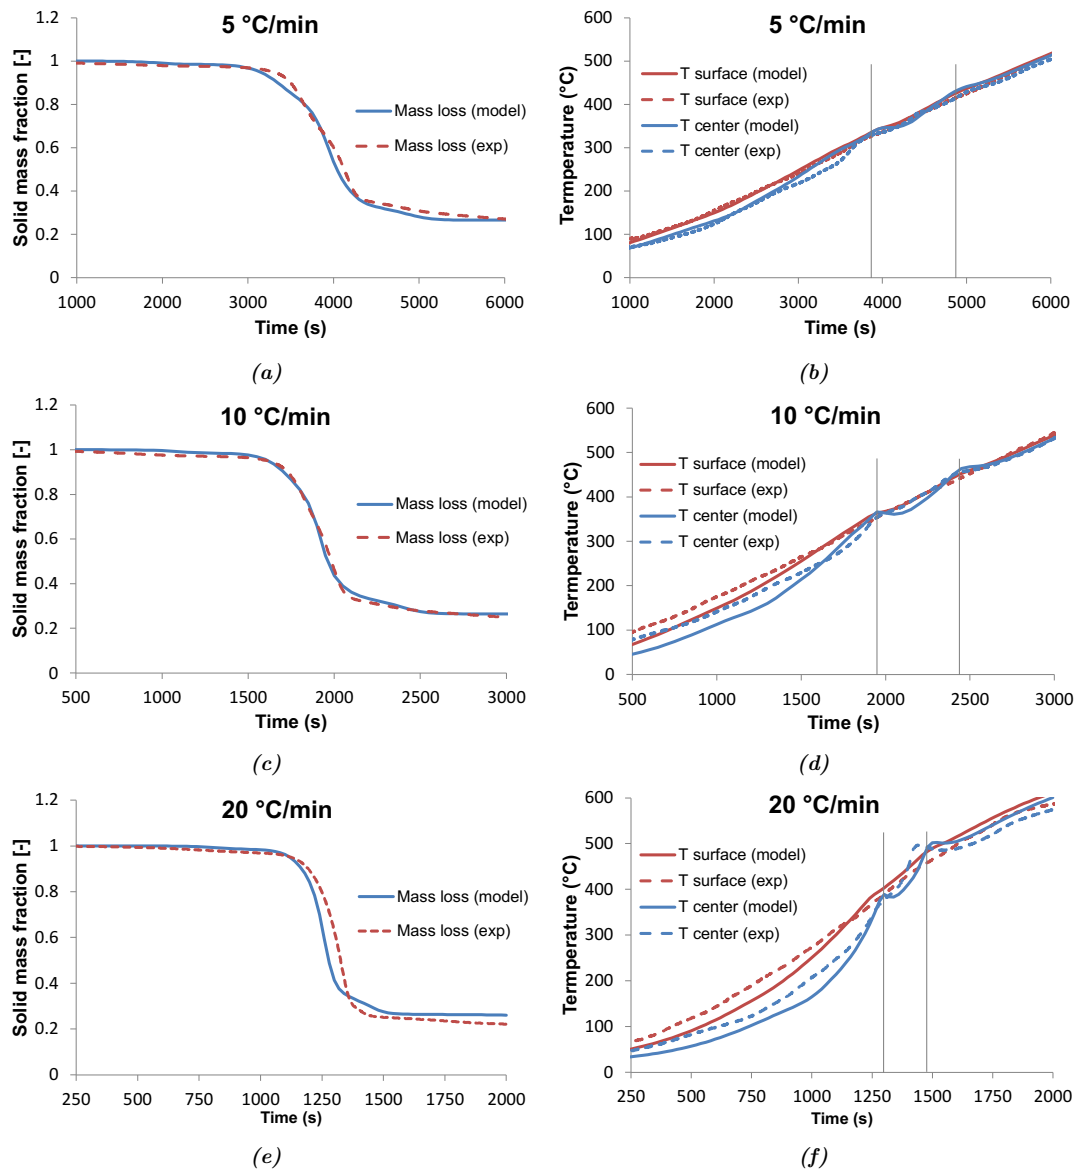 5 °C/min
Solid mass fraction [-]
1.2
1
0.8
0.6
0.4
0.2
0
Mass loss (model)
Mass loss (exp)
1000 2000 3000 4000 5000 6000
Time (s)
(a)
5 °C/min
Termperature (°C)
600
500
400
300
200
100
0
T surface (model)
T surface (exp)
T center (model)
T center (exp)
1000 2000 3000 4000 5000 6000
Time (s)
(b)
10 °C/min
Solid mass fraction [-]
1.2
1
0.8
0.6
0.4
0.2
0
Mass loss (model)
Mass loss (exp)
500 1000 1500 2000 2500 3000
Time (s)
(c)
10 °C/min
Termperature (°C)
600
500
400
300
200
100
0
T surface (model)
T surface (exp)
T center (model)
T center (exp)
500 1000 1500 2000 2500 3000
Time (s)
(d)
20 °C/min
Solid mass fraction [-]
1.2
1
0.8
0.6
0.4
0.2
0
Mass loss (model)
Mass loss (exp)
250 500 750 1000 1250 1500 1750 2000
Time (s)
(e)
20 °C/min
Termperature (°C)
600
500
400
300
200
100
0
T surface (model)
T surface (exp)
T center (model)
T center (exp)
250 500 750 1000 1250 1500 1750 2000
Time (s)
(f)